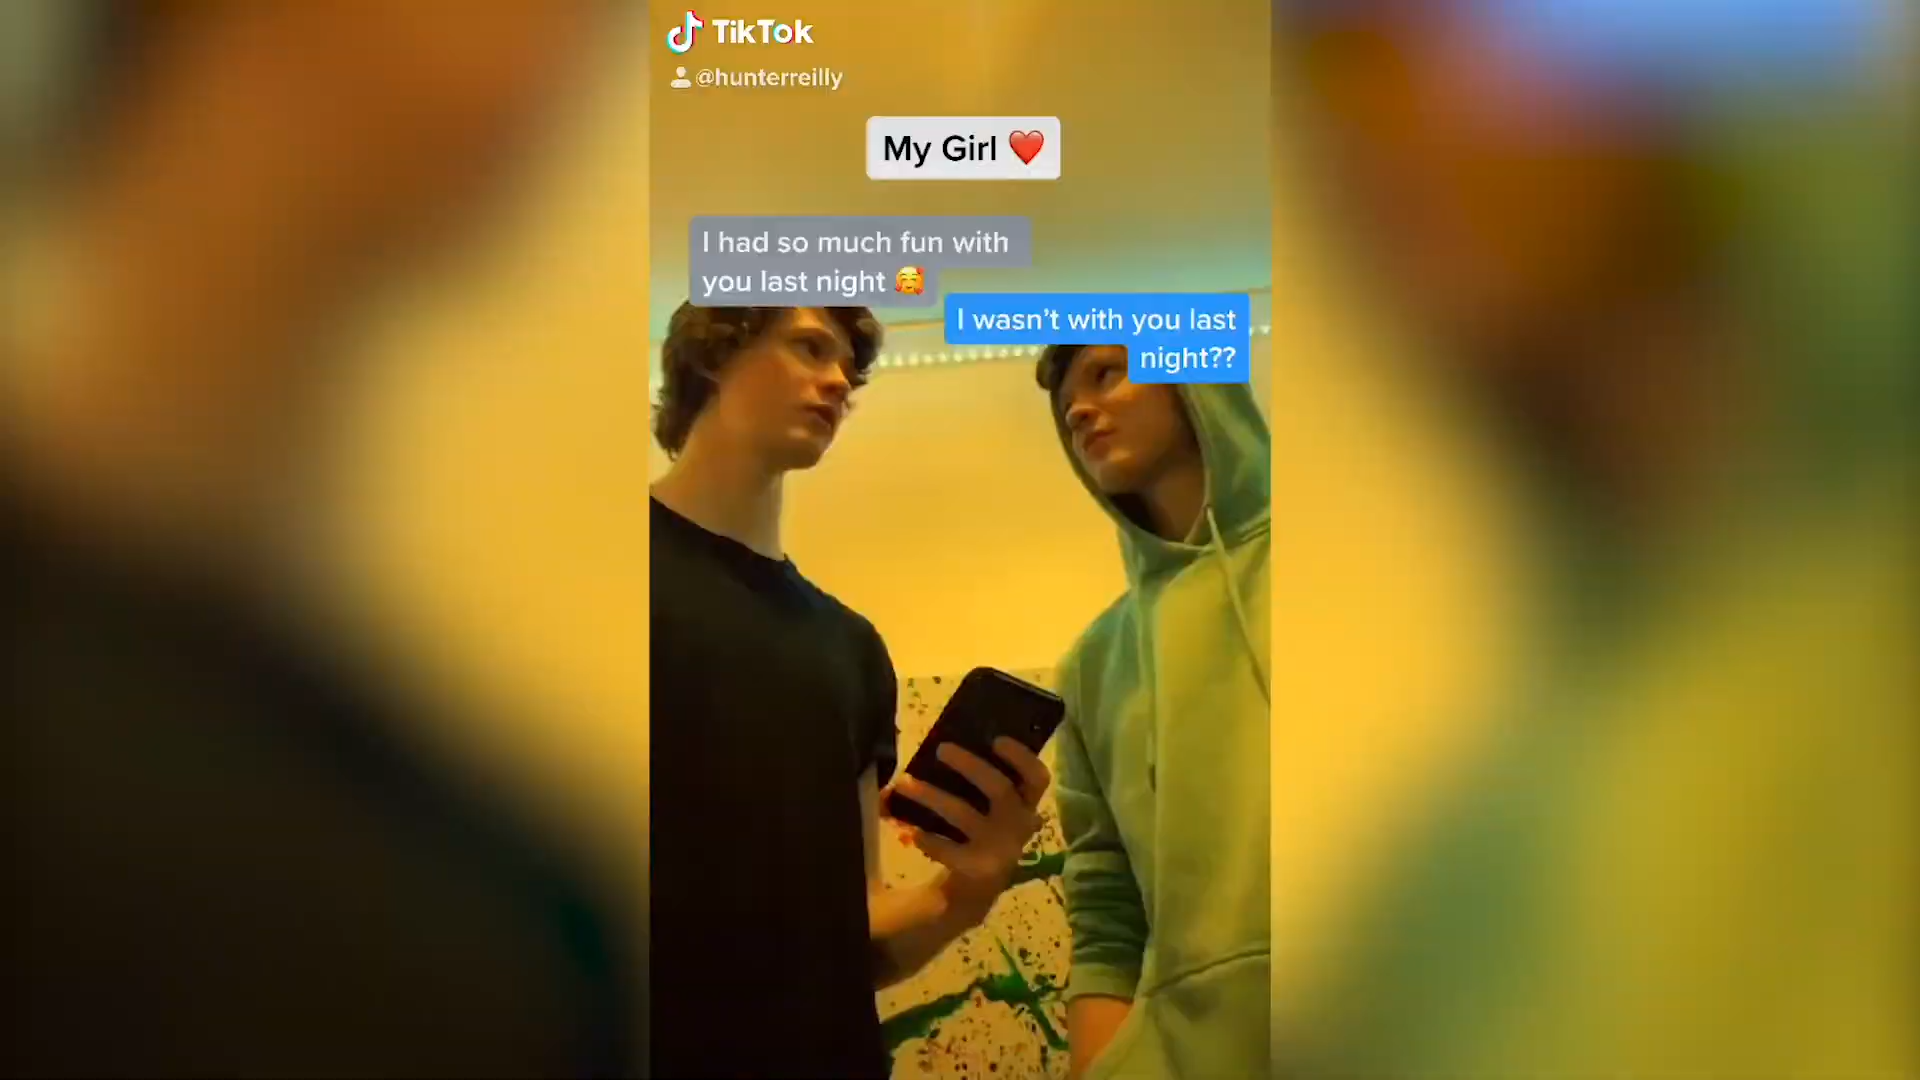 TikTok
@hunterreilly
My Girl ❤️
I had so much fun with
you last night 🥰
I wasn't with you last
night??